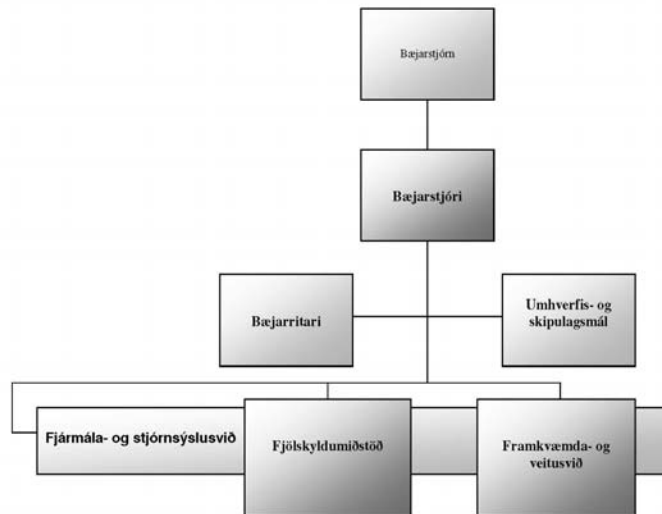 Bæjarstjórn
Bæjarstjóri
Bæjarritari
Umhverfis- og
skipulagsmál
Fjármála- og stjórnsýslusvið
Fjölskyldumiðstöð
Framkvæmda- og
veitusvið